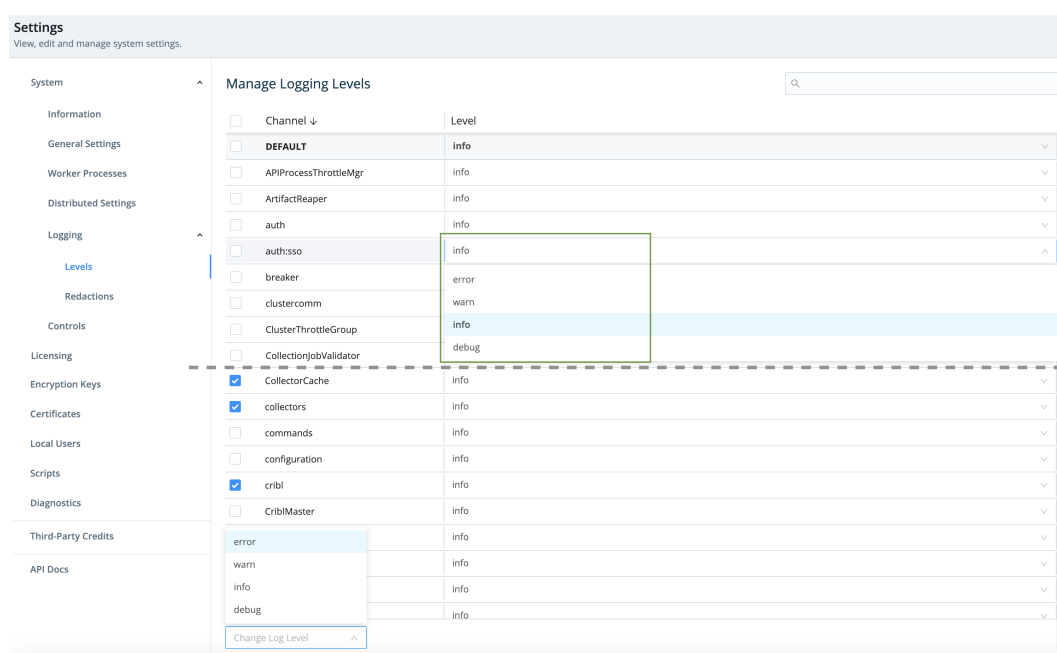 Settings
View, edit and manage system settings.
System
Information
General Settings
Worker Processes
Distributed Settings
Logging
Levels
Redactions
Controls
Licensing
Encryption Keys
Certificates
Local Users
Scripts
Diagnostics
Third-Party Credits
API Docs
Manage Logging Levels
Channel ↓ Level
DEFAULT info
APIProcessThrottleMgr info
ArtifactReaper info
auth info
auth:sso info
breaker
clustercomm
ClusterThrottleGroup
CollectionJobValidator
error
warn
info
debug
CollectorCache info
collectors info
commands info
configuration info
cribl info
CriblMaster info
info
info
info
info
error
warn
info
debug
Change Log Level